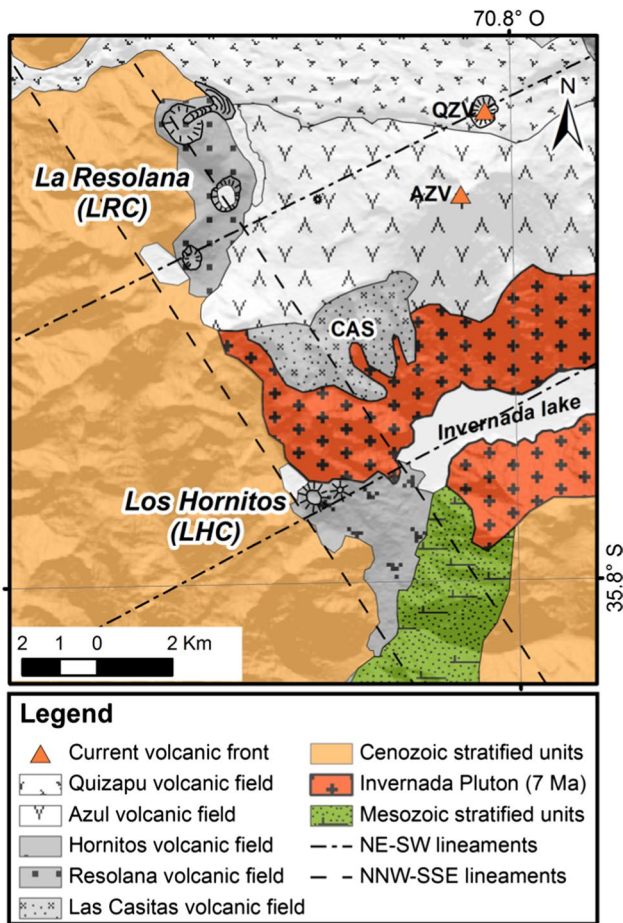 70.8° O
N
QZV
La Resolana
(LRC)
AZV
CAS
Invernada lake
Los Hornitos
(LHC)
35.8° S
2 1 0 2 Km
Legend
Current volcanic front
Quizapu volcanic field
Azul volcanic field
Hornitos volcanic field
Resolana volcanic field
Las Casitas volcanic field
Cenozoic stratified units
Invernada Pluton (7 Ma)
Mesozoic stratified units
NE-SW lineaments
NNW-SSE lineaments